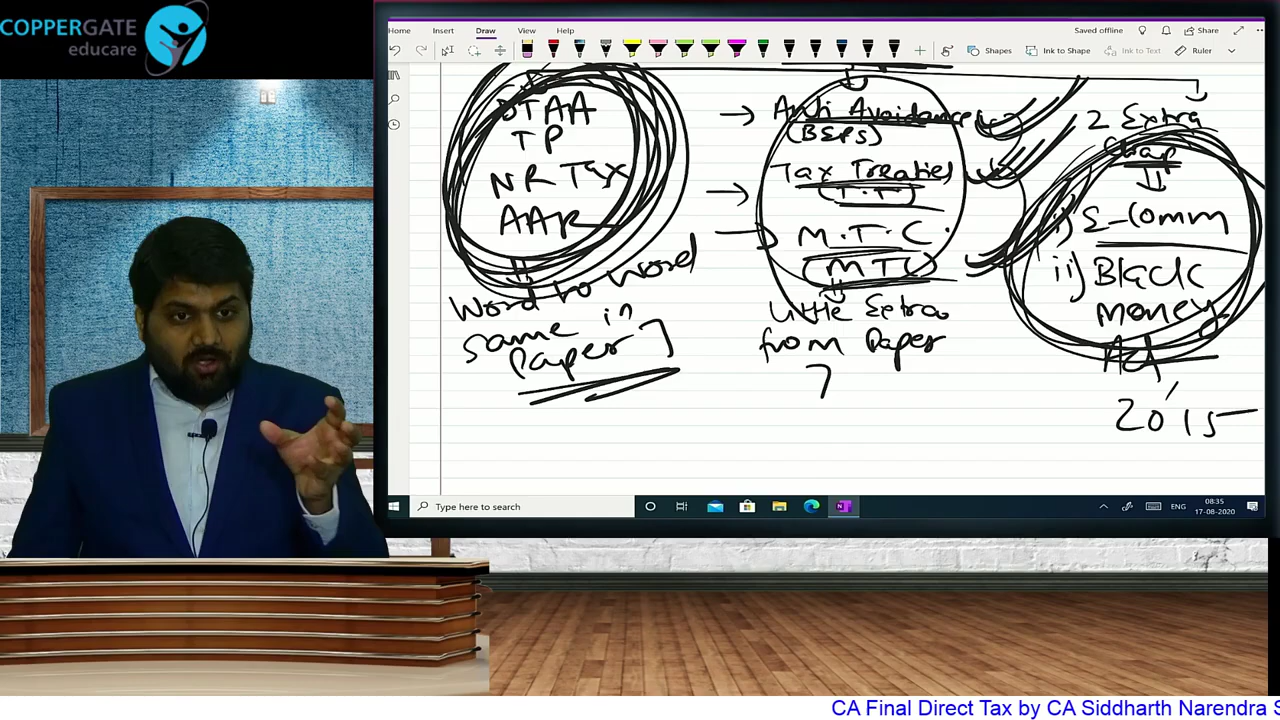 COPPERGATE
educare
Home Insert Draw View Help Saved offline Share
Shapes Ink to Shape Ink to Text Ruler
DTAA
TP
NR Tax
AAR
Word to word
same in
Paper]
→ Anti Avoidance
(BEPS)
→ Tax Treaties
(T.T)
→ M.T.C.
(MTC)
Little Extra
from Paper
7
2 Extra
Chap
i) E-Comm
ii) Black
money
Act,
2015
Type here to search
ENG
08:35
17-08-2020
CA Final Direct Tax by CA Siddharth Narendra S